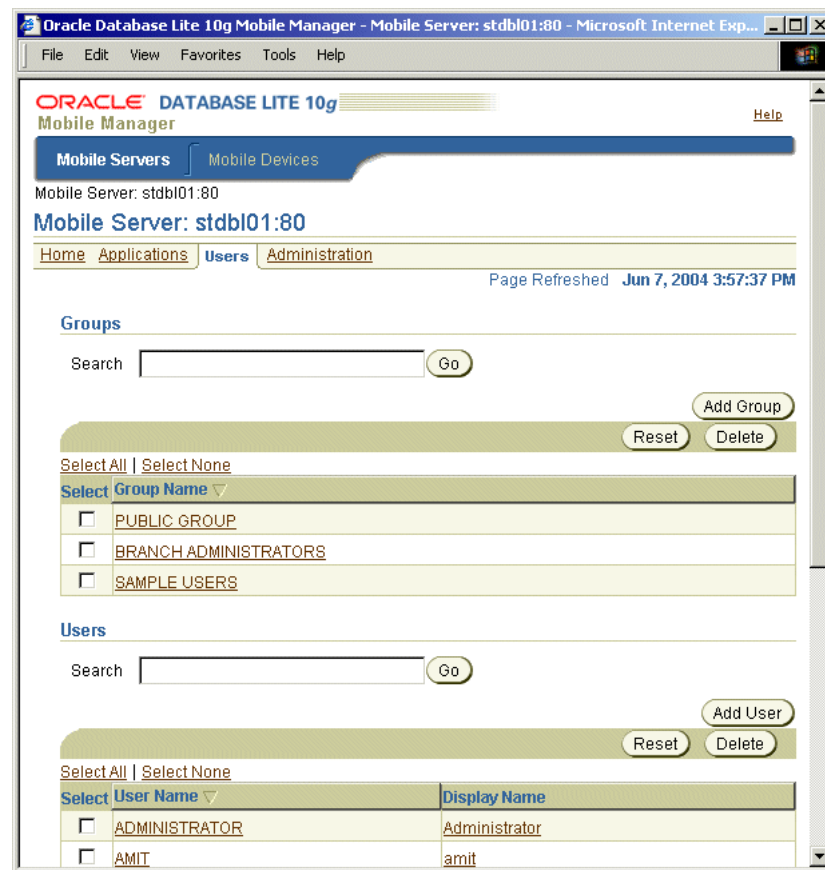 Oracle Database Lite 10g Mobile Manager - Mobile Server: stdbl01:80 - Microsoft Internet Exp...
File Edit View Favorites Tools Help
ORACLE DATABASE LITE 10g
Mobile Manager
Help
Mobile Servers Mobile Devices
Mobile Server: stdbl01:80
Mobile Server: stdbl01:80
Home Applications Users Administration
Page Refreshed Jun 7, 2004 3:57:37 PM
Groups
Search Go
Add Group
Reset Delete
Select All | Select None
Select Group Name
PUBLIC GROUP
BRANCH ADMINISTRATORS
SAMPLE USERS
Users
Search Go
Add User
Reset Delete
Select All | Select None
Select User Name Display Name
ADMINISTRATOR Administrator
AMIT amit